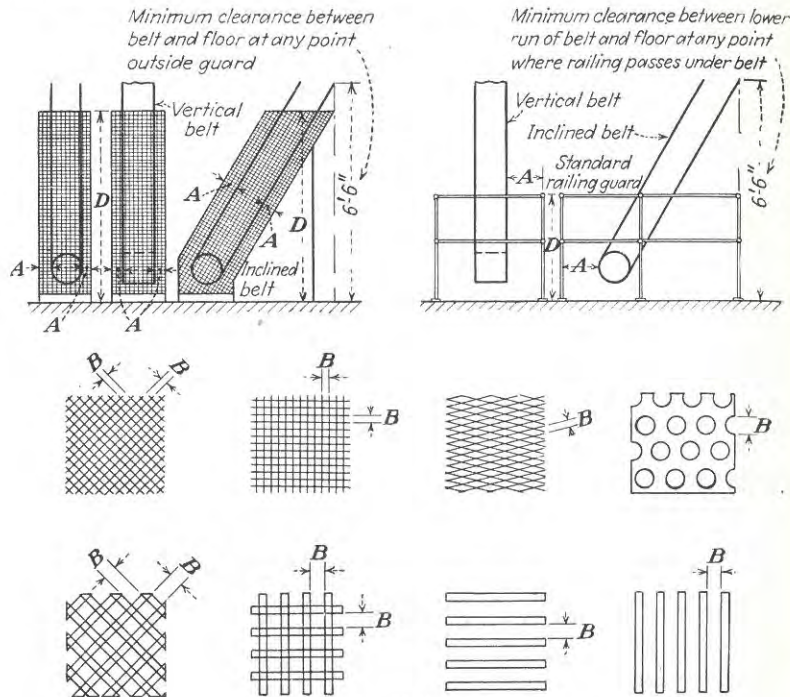 Minimum clearance between
belt and floor at any point
outside guard
Vertical
belt
D
A
A
D
6'-6"
A
Inclined
belt
A
A
Minimum clearance between lower
run of belt and floor at any point
where railing passes under belt
Vertical belt
Inclined belt
A
Standard
railing guard
D
A
6'-6"
B
B
B
B
B
B
B
B
B
B
B
B